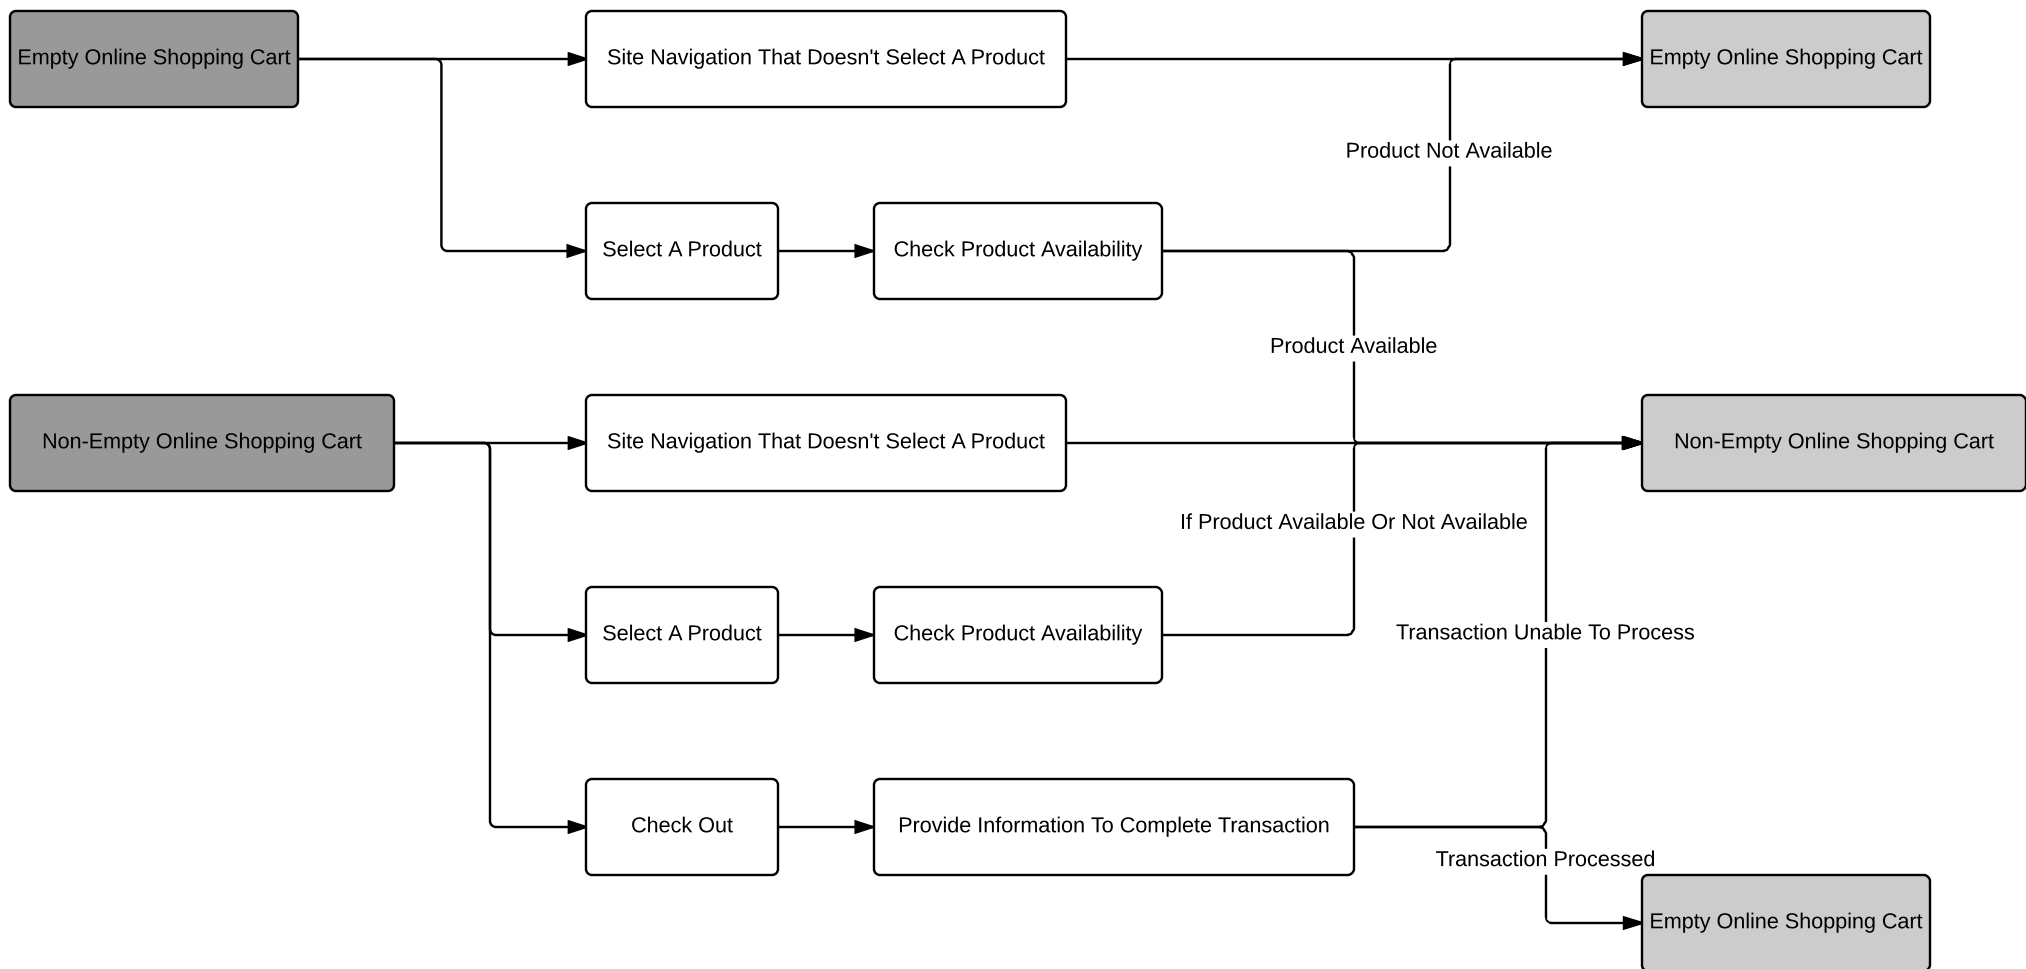 Empty Online Shopping Cart
Site Navigation That Doesn't Select A Product
Empty Online Shopping Cart
Product Not Available
Select A Product
Check Product Availability
Product Available
Non-Empty Online Shopping Cart
Site Navigation That Doesn't Select A Product
Non-Empty Online Shopping Cart
If Product Available Or Not Available
Select A Product
Check Product Availability
Transaction Unable To Process
Check Out
Provide Information To Complete Transaction
Transaction Processed
Empty Online Shopping Cart